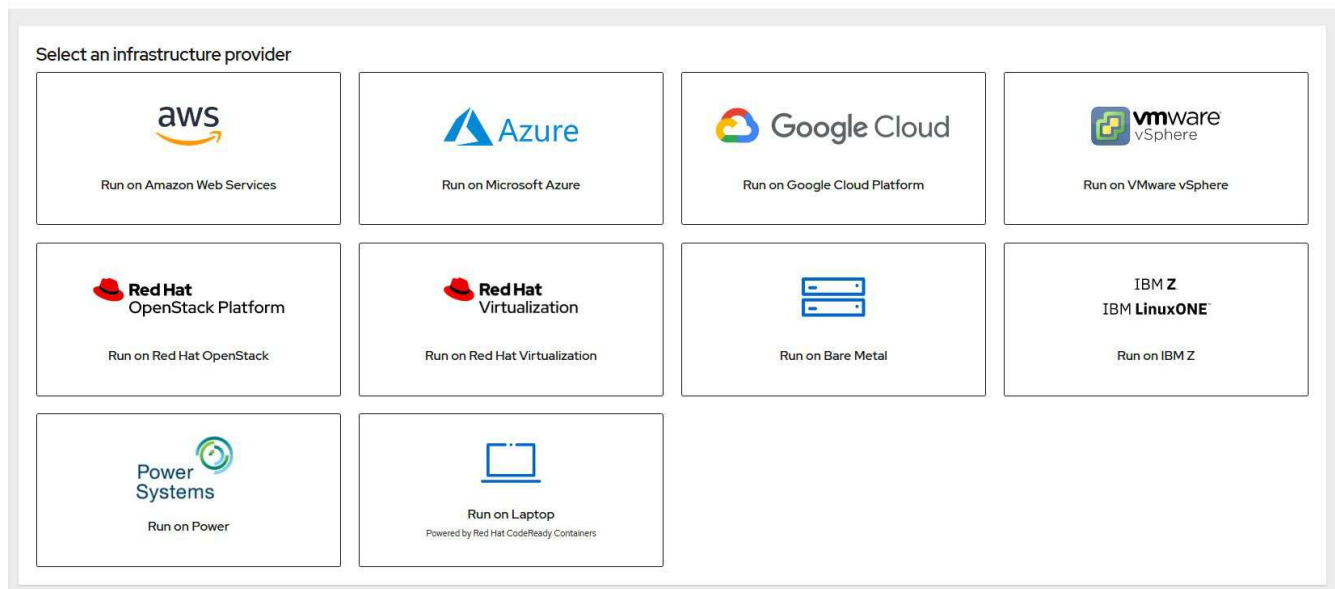 Select an infrastructure provider
aws
Run on Amazon Web Services
Azure
Run on Microsoft Azure
Google Cloud
Run on Google Cloud Platform
vmware
vSphere
Run on VMware vSphere
Red Hat
OpenStack Platform
Run on Red Hat OpenStack
Red Hat
Virtualization
Run on Red Hat Virtualization
Run on Bare Metal
IBM Z
IBM LinuxONE™
Run on IBM Z
Power
Systems
Run on Power
Run on Laptop
Powered by Red Hat CodeReady Containers